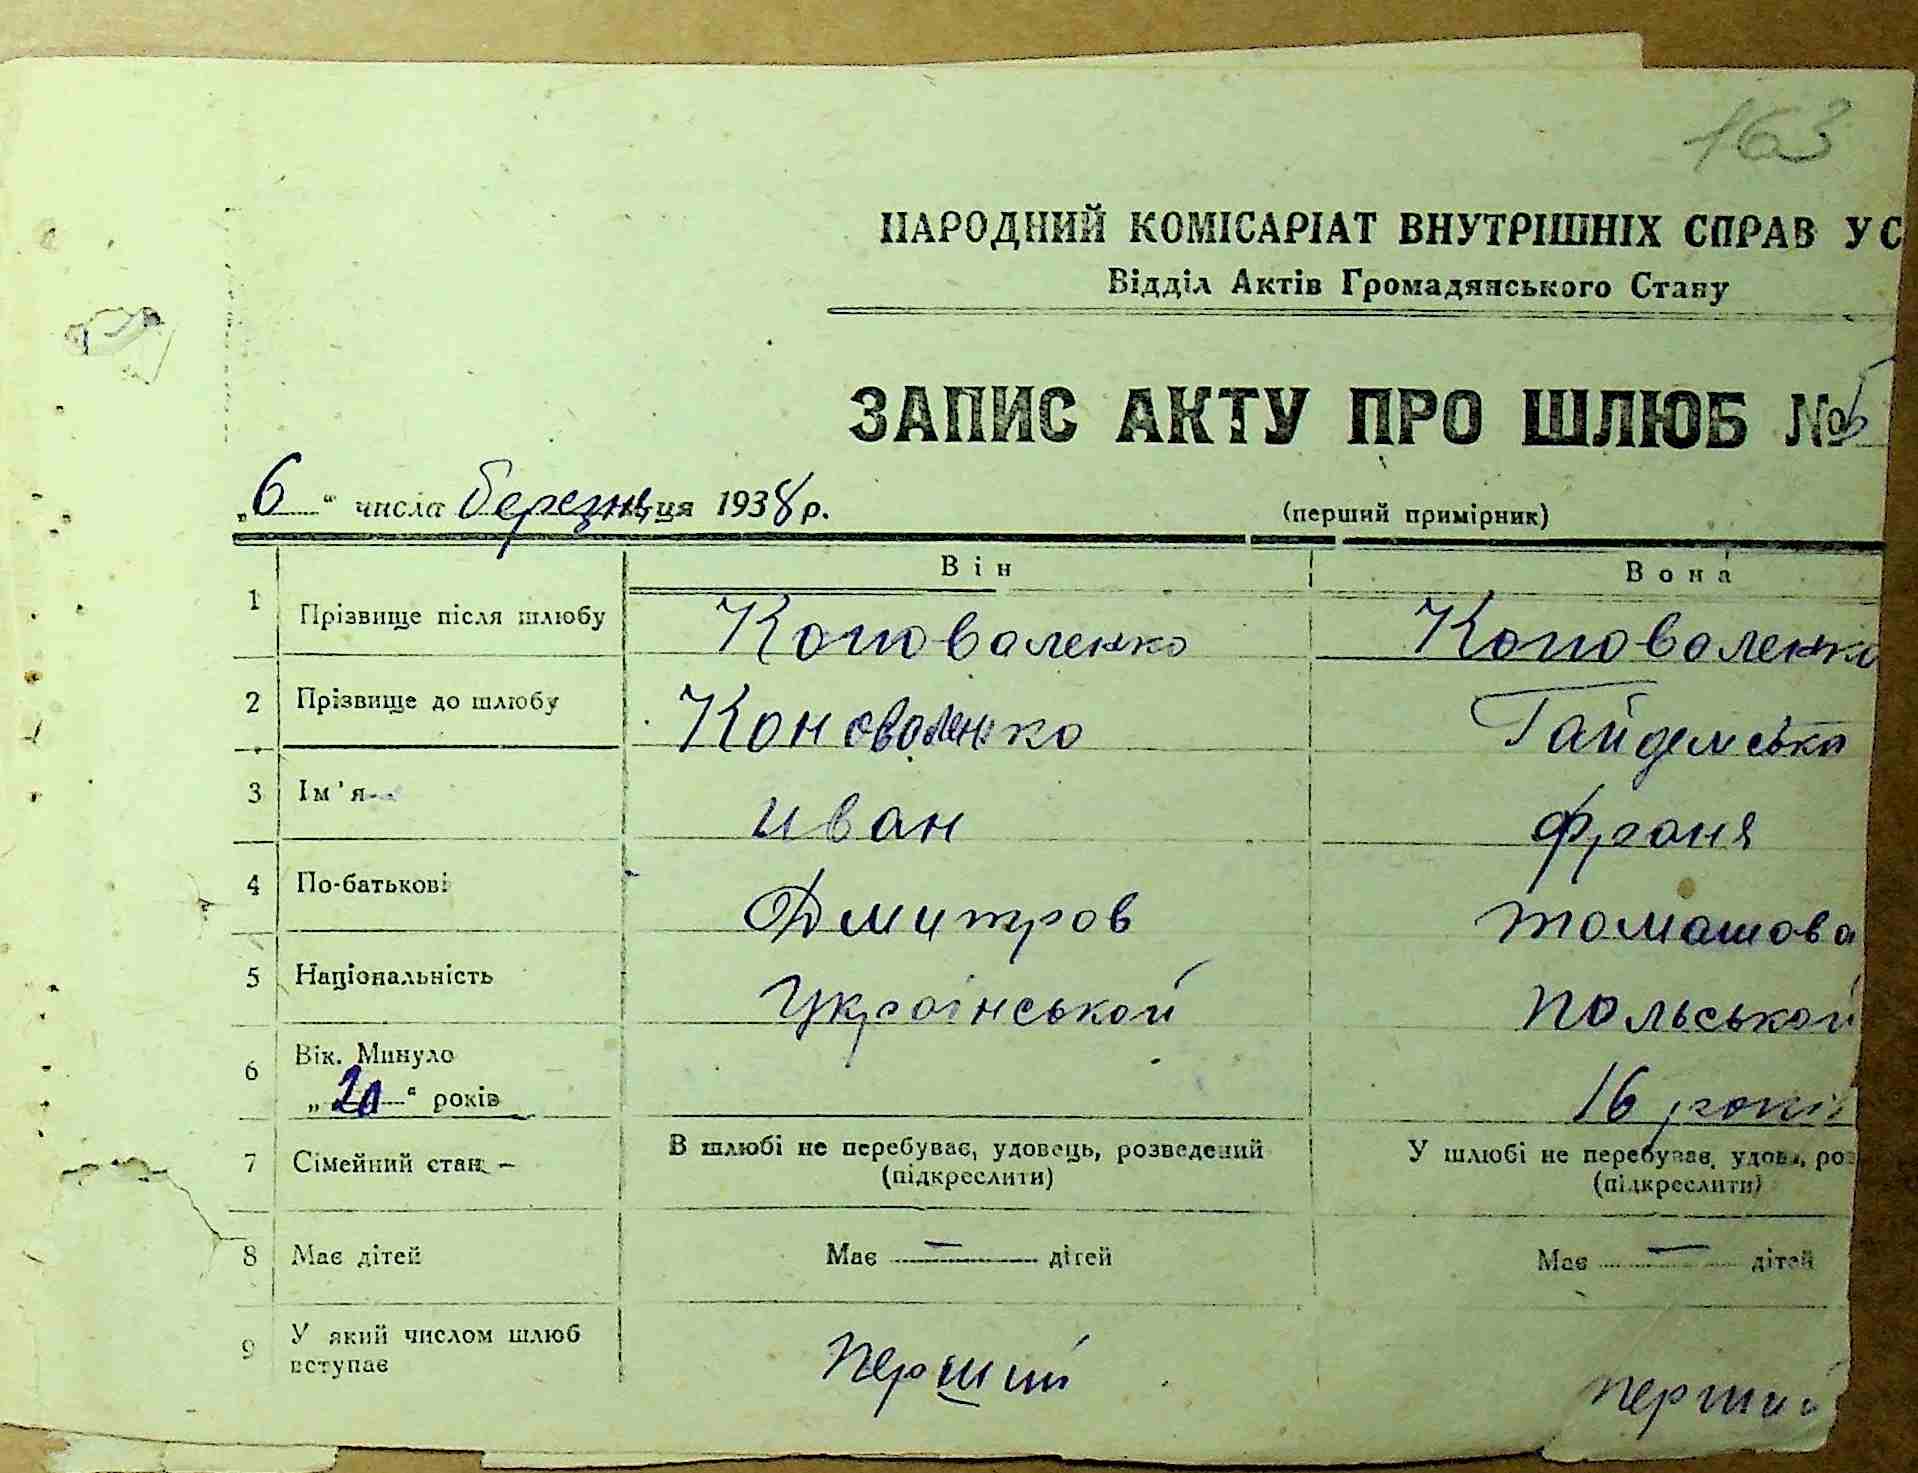 163
НАРОДНИЙ КОМІСАРІАТ ВНУТРІШНІХ СПРАВ УС
Відділ Актів Громадянського Стану
ЗАПИС АКТУ ПРО ШЛЮБ № 5
„6“ числа березня місяця 1938 р. (перший примірник)
Він Вона
1 Прізвище після шлюбу Коноваленко Коноваленко
2 Прізвище до шлюбу Коноваленко Гайдемська
3 Ім'я Иван Франя
4 По-батькові Дмитров Томашова
5 Національність Української Польської
6 Вік. Минуло
„20“ років 16 років
7 Сімейний стан – В шлюбі не перебуває, удовець, розведений У шлюбі не перебуває, удова, роз
(підкреслити) (підкреслити)
8 Має дітей Має — дітей Має — дітей
9 У який числом шлюб
вступає Перший Перший